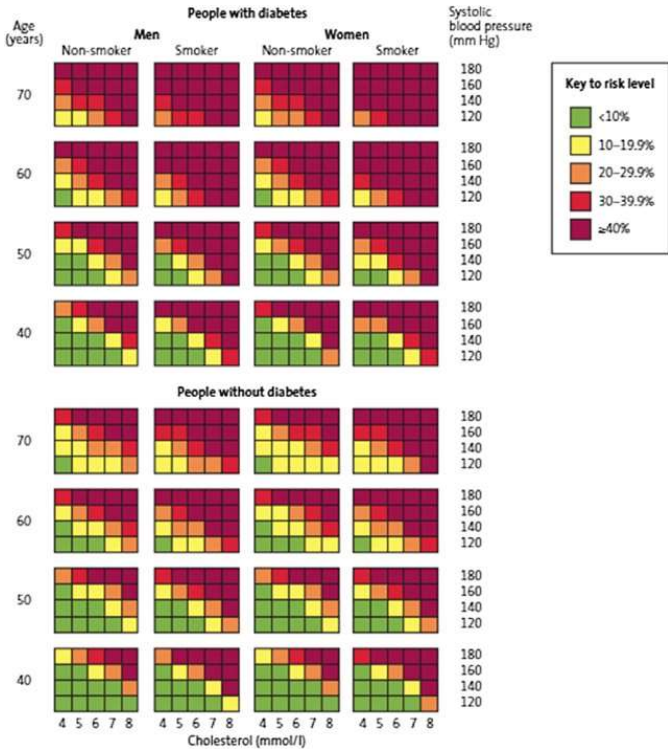 People with diabetes
Age
(years)
Men
Women
Systolic
blood pressure
(mm Hg)
Non-smoker
Smoker
Non-smoker
Smoker
70
180
160
140
120
60
180
160
140
120
50
180
160
140
120
40
180
160
140
120
People without diabetes
70
180
160
140
120
60
180
160
140
120
50
180
160
140
120
40
180
160
140
120
4 5 6 7 8
4 5 6 7 8
4 5 6 7 8
4 5 6 7 8
Cholesterol (mmol/l)
Key to risk level
<10%
10–19.9%
20–29.9%
30–39.9%
≥40%